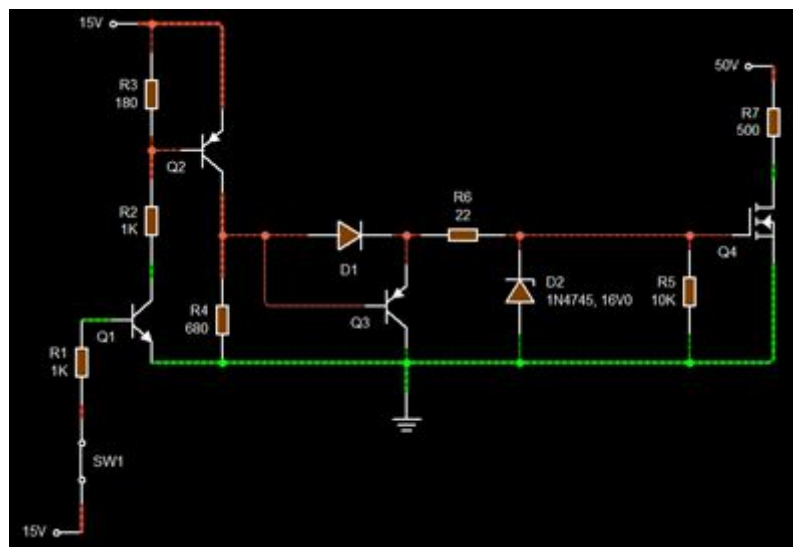 15V
50V
R3
180
R7
500
Q2
R2
1K
R6
22
Q4
D1
D2
1N4745, 16V0
R5
10K
R4
680
Q3
Q1
R1
1K
SW1
15V